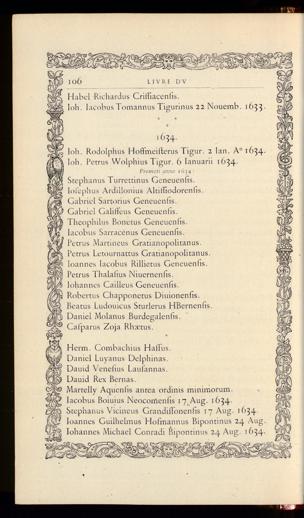 106
LIVRE DV
Habel Richardus Criſſiacenſis.
Ioh. Iacobus Tomannus Tigurinus 22 Nouemb. 1633.
* *
*
1634.
Ioh. Rodolphus Hoffmeiſterus Tigur. 2 Ian. Aº 1634.
Ioh. Petrus Wolphius Tigur. 6 Ianuarii 1634.
Promoti anno 1634:
Stephanus Turrettinus Geneuenſis.
Ioſephus Ardillonius Altiſſiodorenſis.
Gabriel Sartorius Geneuenſis.
Gabriel Galiffeus Geneuenſis.
Theophilus Bonetus Geneuenſis.
Iacobus Sarracenus Geneuenſis.
Petrus Martineus Gratianopolitanus.
Petrus Letournattus Gratianopolitanus.
Ioannes Iacobus Rillietus Geneuenſis.
Petrus Thalaſius Niuernenſis.
Iohannes Cailleus Geneuenſis.
Robertus Chapponetus Diuionenſis.
Beatus Ludouicus Sturlerus HBernenſis.
Daniel Molanus Burdegalenſis.
Caſparus Zoja Rhætus.
Herm. Combachius Haſſus.
Daniel Luyanus Delphinas.
Dauid Veneſius Lauſannas.
Dauid Rex Bernas.
Martelly Aquenſis antea ordinis minimorum.
Iacobus Boiuius Neocomenſis 17 Aug. 1634.
Stephanus Vicineus Grandiſſonenſis 17 Aug. 1634
Ioannes Guilhelmus Hofmannus Bipontinus 24 Aug.
Iohannes Michael Conradi Bipontinus 24 Aug. 1634.